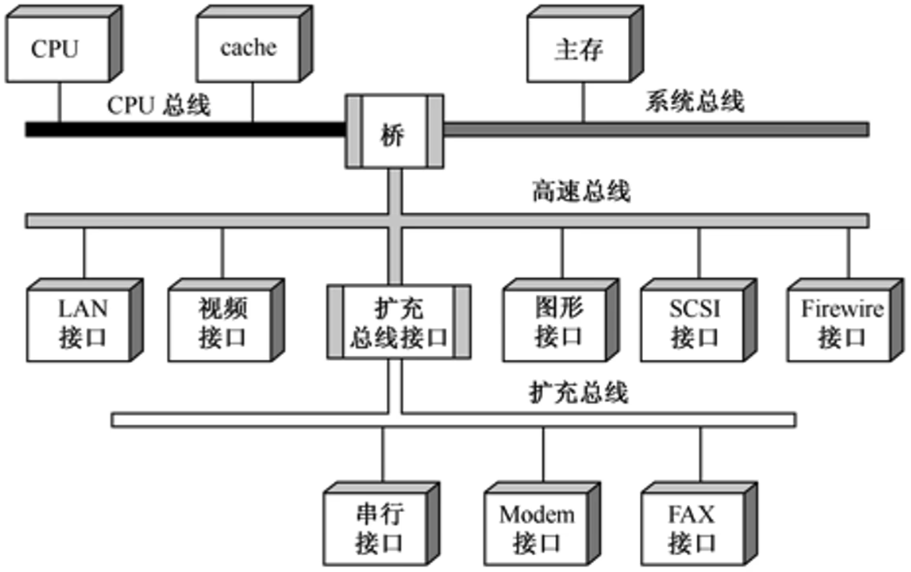 CPU
cache
主存
CPU 总线
系统总线
桥
高速总线
LAN
接口
视频
接口
扩充
总线接口
图形
接口
SCSI
接口
Firewire
接口
扩充总线
串行
接口
Modem
接口
FAX
接口